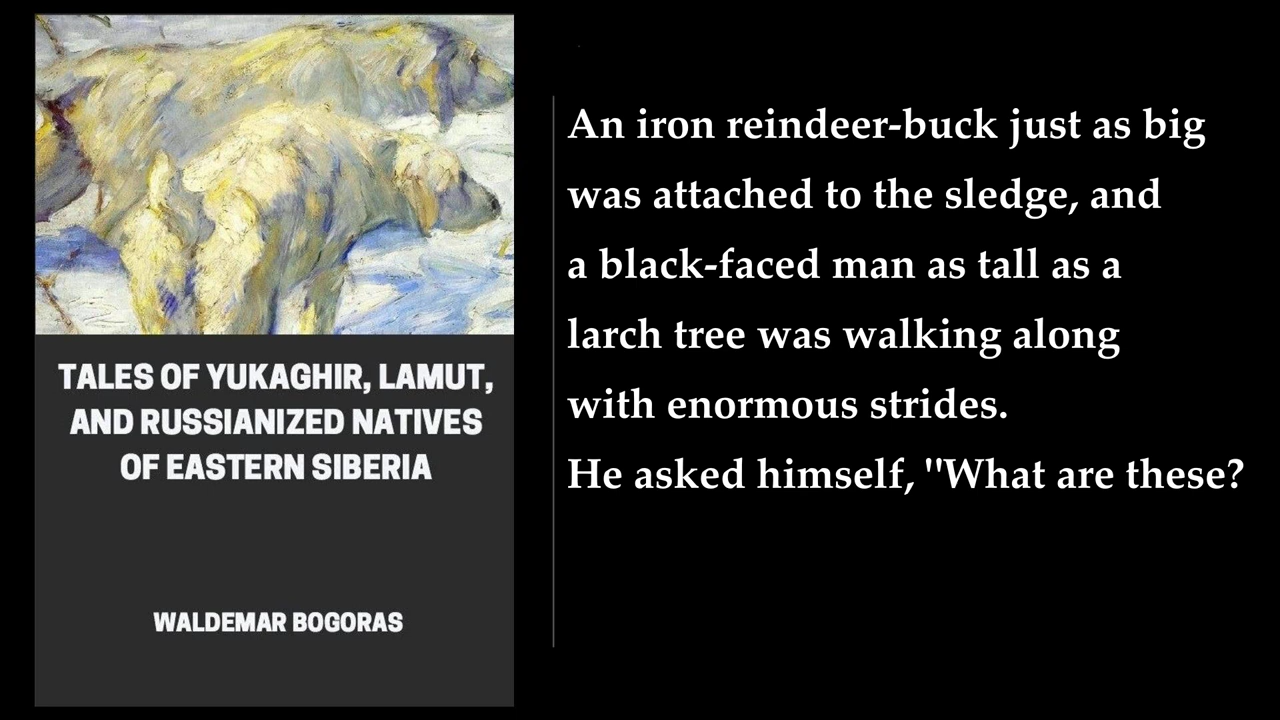 TALES OF YUKAGHIR, LAMUT,
AND RUSSIANIZED NATIVES
OF EASTERN SIBERIA
WALDEMAR BOGORAS
An iron reindeer-buck just as big
was attached to the sledge, and
a black-faced man as tall as a
larch tree was walking along
with enormous strides.
He asked himself, "What are these?